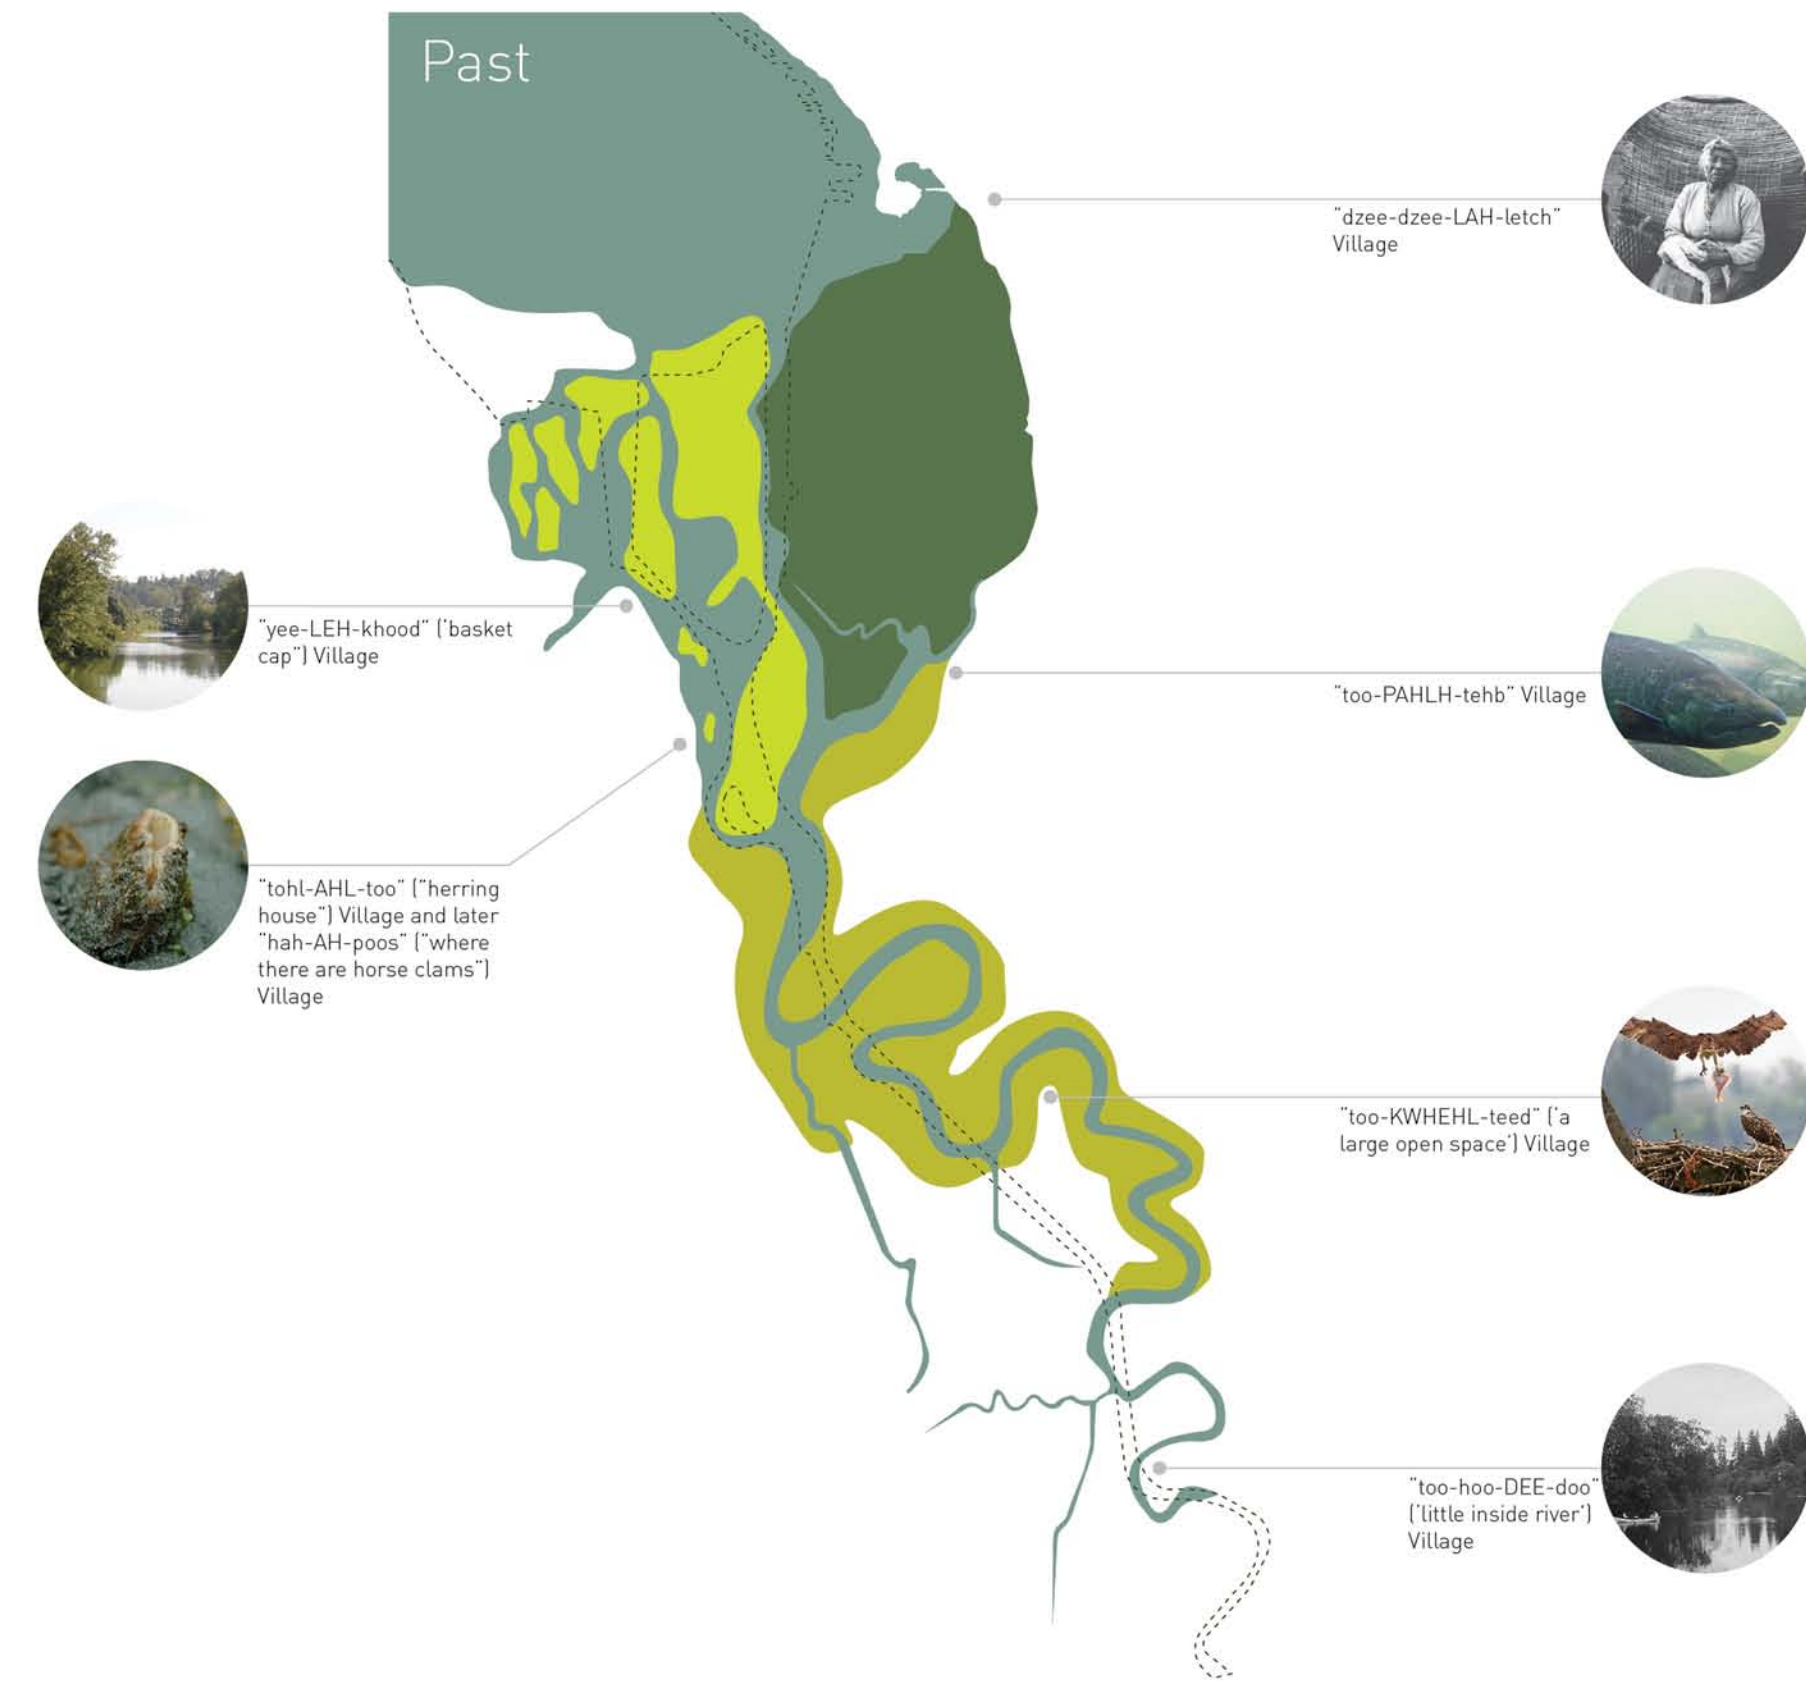 Past
"dzee-dzee-LAH-letch"
Village
"yee-LEH-khood" ('basket
cap") Village
"too-PAHLH-tehb" Village
"tohl-AHL-too" ("herring
house") Village and later
"hah-AH-poos" ("where
there are horse clams")
Village
"too-KWHEHL-teed" ('a
large open space') Village
"too-hoo-DEE-doo"
('little inside river')
Village